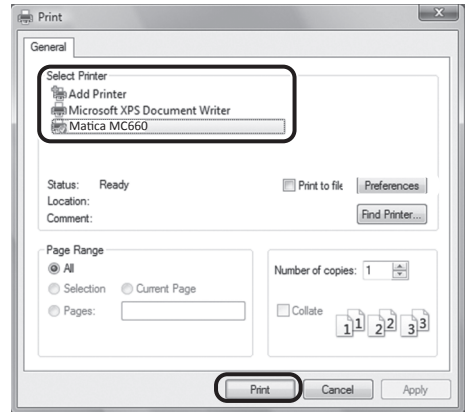 Print
General
Select Printer
Add Printer
Microsoft XPS Document Writer
Matica MC660
Status: Ready
Print to file
Preferences
Location:
Comment:
Find Printer...
Page Range
All
Selection
Current Page
Pages:
Number of copies: 1
Collate
1 1 2 2 3 3
Print
Cancel
Apply